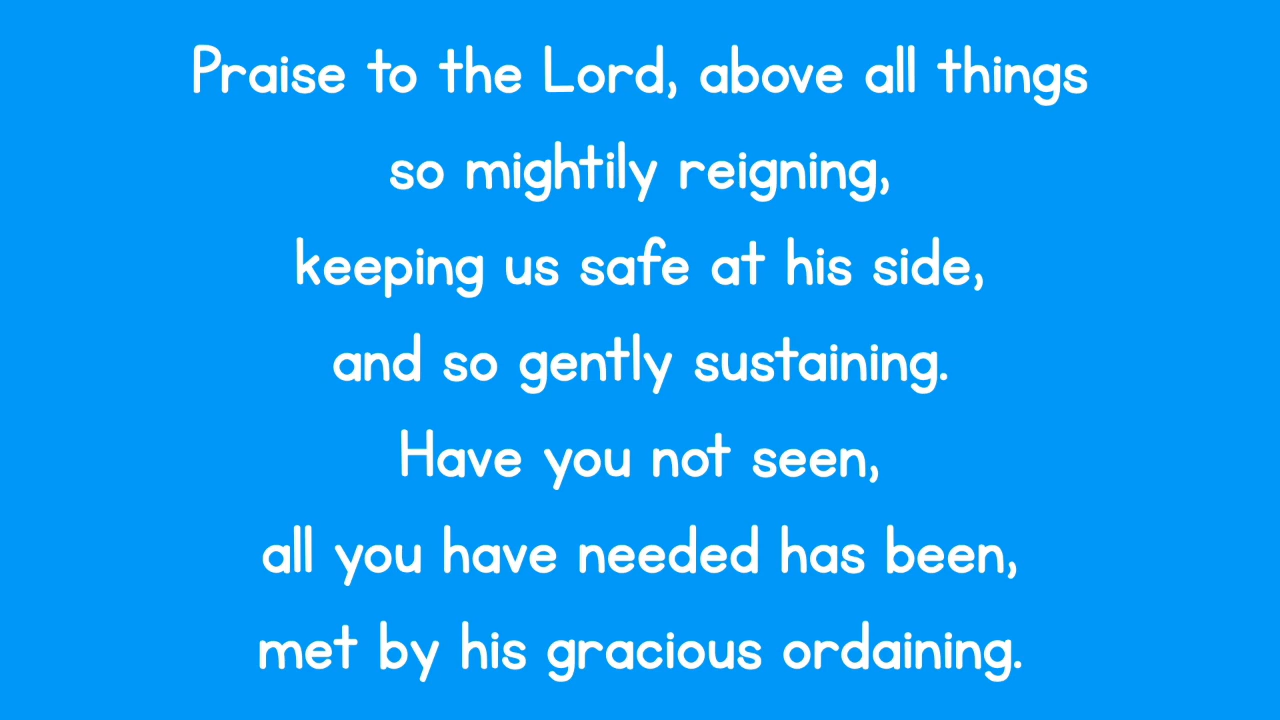 Praise to the Lord, above all things
so mightily reigning,
keeping us safe at his side,
and so gently sustaining.
Have you not seen,
all you have needed has been,
met by his gracious ordaining.